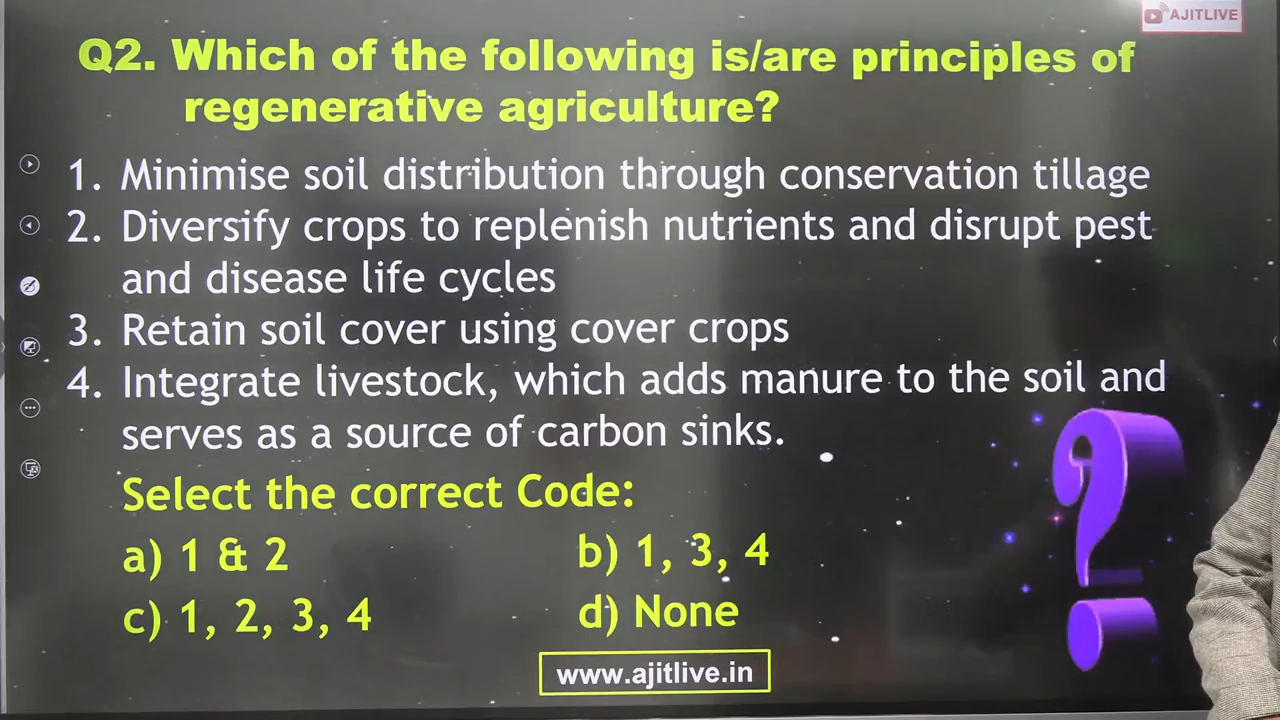 AJITLIVE
Q2. Which of the following is/are principles of
regenerative agriculture?
1. Minimise soil distribution through conservation tillage
2. Diversify crops to replenish nutrients and disrupt pest
and disease life cycles
3. Retain soil cover using cover crops
4. Integrate livestock, which adds manure to the soil and
serves as a source of carbon sinks.
Select the correct Code:
a) 1 & 2 b) 1, 3, 4
c) 1, 2, 3, 4 d) None
www.ajitlive.in